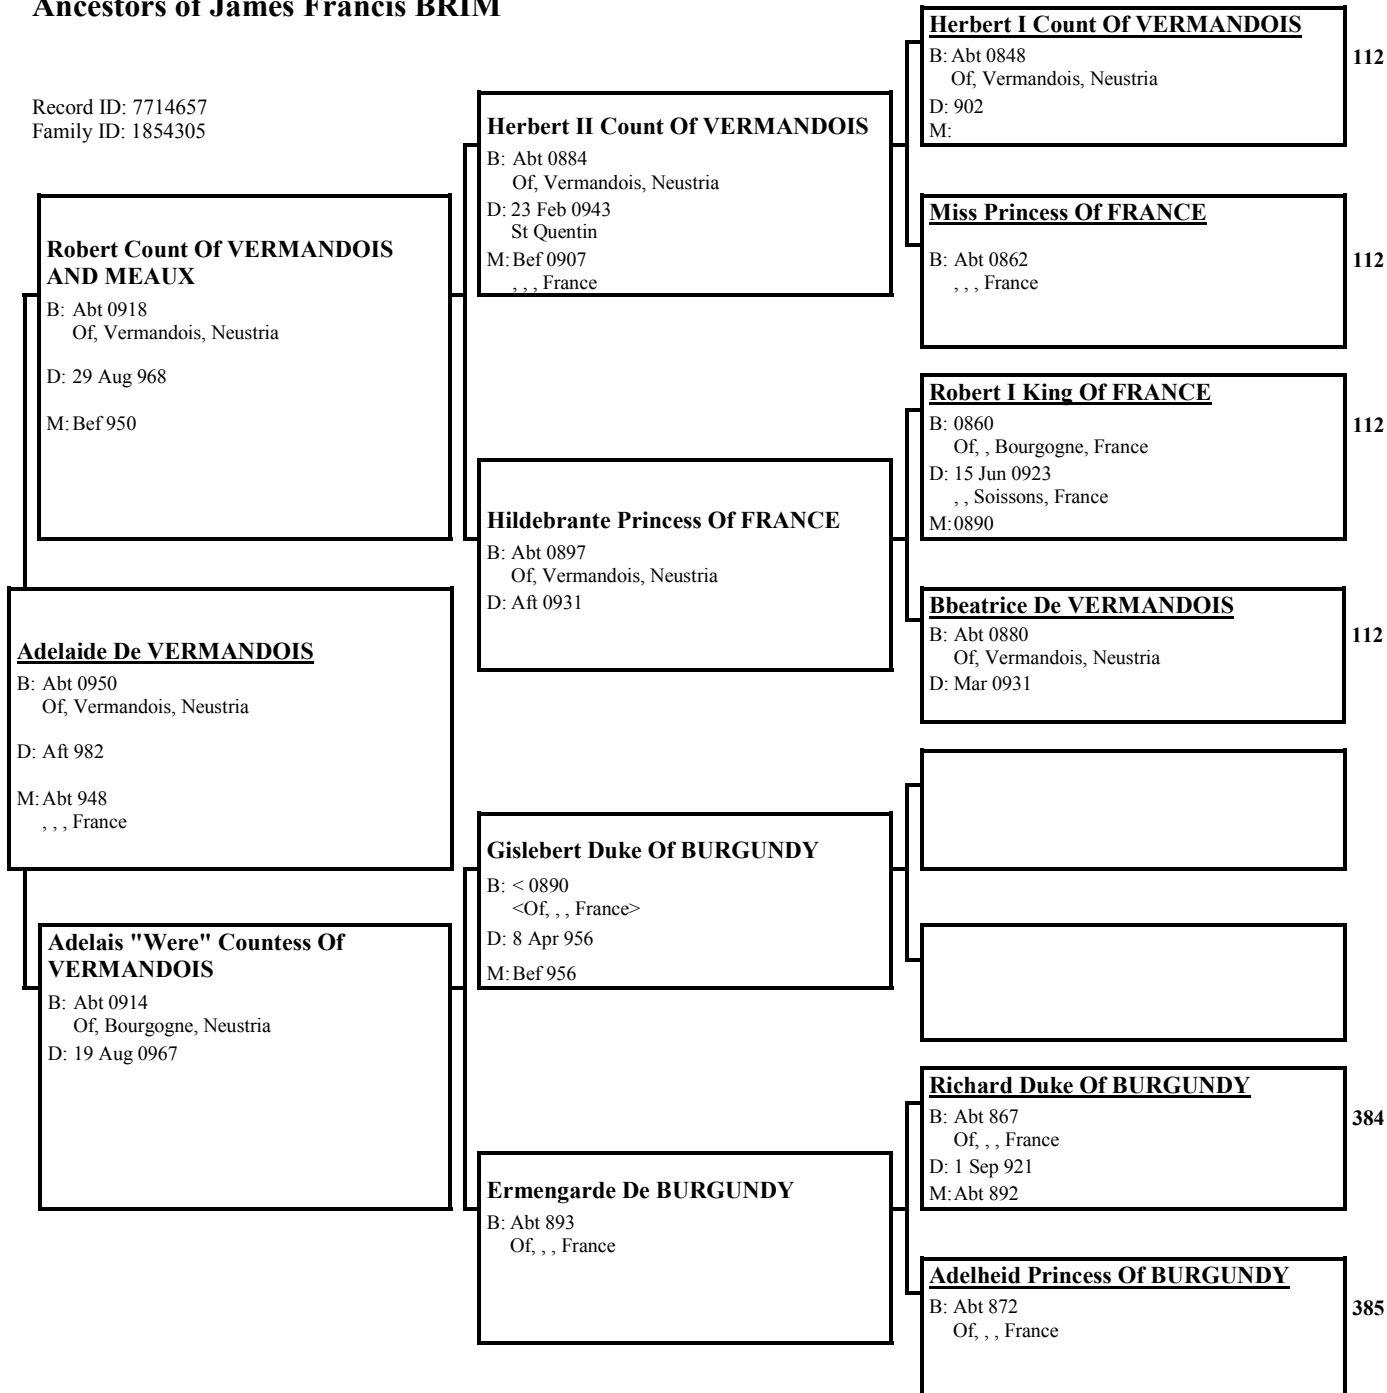 Ancestors of James Francis BRIM
Record ID: 7714657
Family ID: 1854305
Robert Count Of VERMANDOIS
AND MEAUX
B: Abt 0918
Of, Vermandois, Neustria
D: 29 Aug 968
M: Bef 950
Adelaide De VERMANDOIS
B: Abt 0950
Of, Vermandois, Neustria
D: Aft 982
M: Abt 948
, , , France
Adelais "Were" Countess Of
VERMANDOIS
B: Abt 0914
Of, Bourgogne, Neustria
D: 19 Aug 0967
Herbert II Count Of VERMANDOIS
B: Abt 0884
Of, Vermandois, Neustria
D: 23 Feb 0943
St Quentin
M: Bef 0907
, , , France
Hildebrante Princess Of FRANCE
B: Abt 0897
Of, Vermandois, Neustria
D: Aft 0931
Gislebert Duke Of BURGUNDY
B: < 0890
<Of, , , France>
D: 8 Apr 956
M: Bef 956
Ermengarde De BURGUNDY
B: Abt 893
Of, , , France
Herbert I Count Of VERMANDOIS
B: Abt 0848
Of, Vermandois, Neustria
D: 902
M:
112
Miss Princess Of FRANCE
B: Abt 0862
, , , France
112
Robert I King Of FRANCE
B: 0860
Of, , Bourgogne, France
D: 15 Jun 0923
, , Soissons, France
M: 0890
112
Bbeatrice De VERMANDOIS
B: Abt 0880
Of, Vermandois, Neustria
D: Mar 0931
112
Richard Duke Of BURGUNDY
B: Abt 867
Of, , , France
D: 1 Sep 921
M: Abt 892
384
Adelheid Princess Of BURGUNDY
B: Abt 872
Of, , , France
385